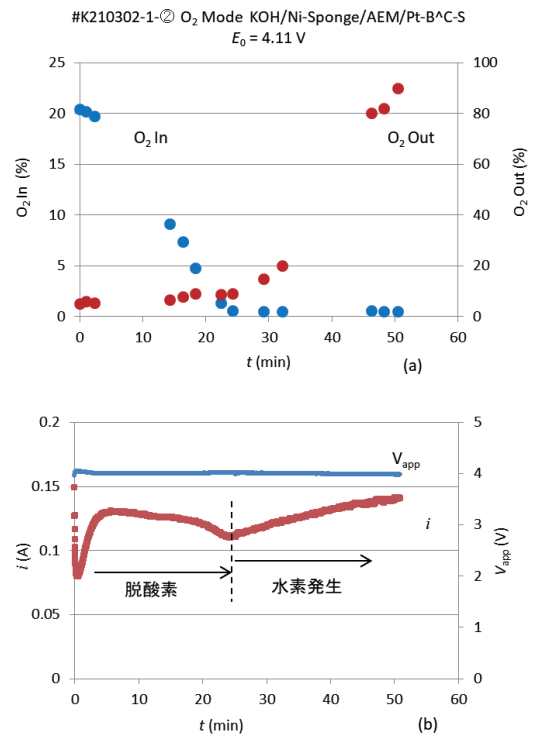 #K210302-1-② O₂ Mode KOH/Ni-Sponge/AEM/Pt-B^C-S
E₀ = 4.11 V
25 100
20 80
15 60
10 40
5 20
0 0
O₂ In (%)
O₂ In
O₂ Out
O₂ Out (%)
0 10 20 30 40 50 60
t (min)
(a)
0.2 5
0.15 4
0.1 3
0.05 2
0 1
0
i (A)
V_app
i
脱酸素
水素発生
V_app (V)
0 10 20 30 40 50 60
t (min)
(b)